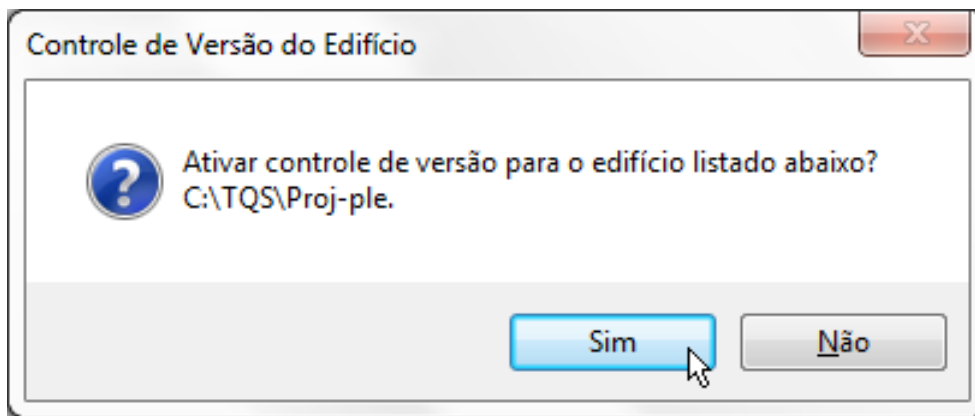 Controle de Versão do Edifício
Ativar controle de versão para o edifício listado abaixo?
C:\TQS\Proj-ple.
Sim
Não